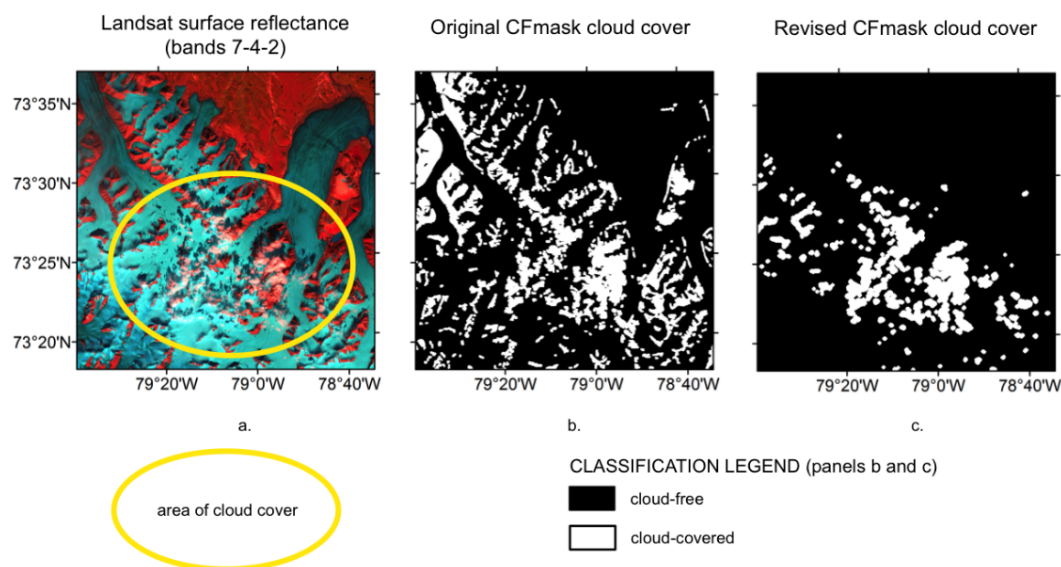 Landsat surface reflectance
(bands 7-4-2)
Original CFmask cloud cover
Revised CFmask cloud cover
73°35'N
73°30'N
73°25'N
73°20'N
79°20'W 79°0'W 78°40'W
79°20'W 79°0'W 78°40'W
79°20'W 79°0'W 78°40'W
a.
b.
c.
area of cloud cover
CLASSIFICATION LEGEND (panels b and c)
cloud-free
cloud-covered